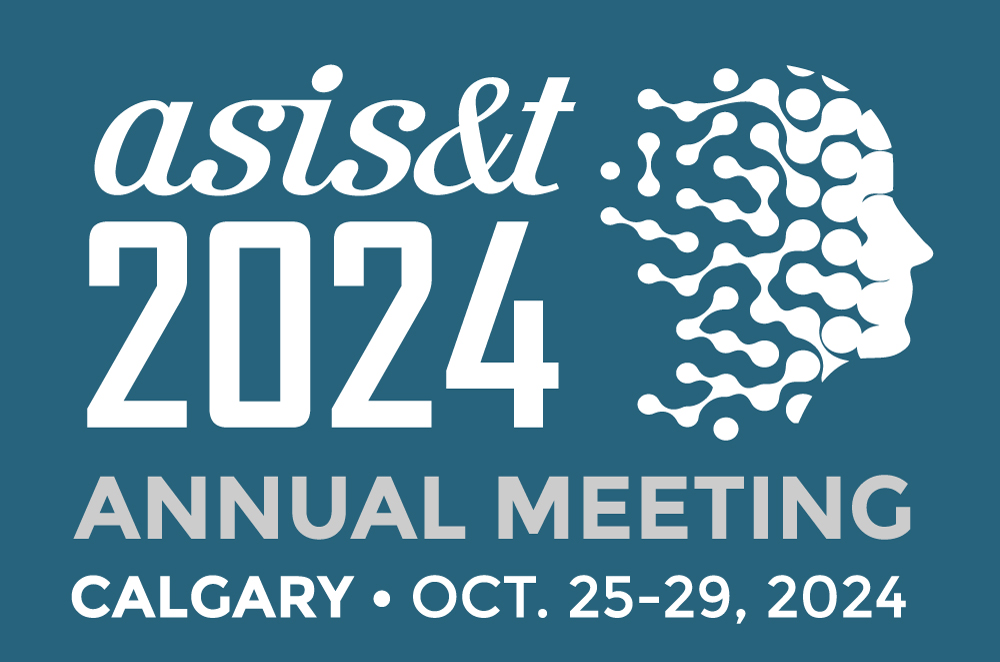 asis&t
2024
ANNUAL MEETING
CALGARY • OCT. 25-29, 2024